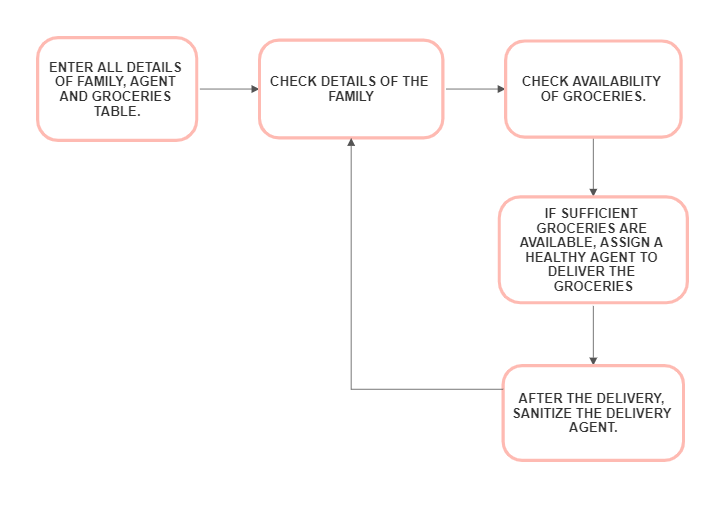 ENTER ALL DETAILS
OF FAMILY, AGENT
AND GROCERIES
TABLE.
CHECK DETAILS OF THE
FAMILY
CHECK AVAILABILITY
OF GROCERIES.
IF SUFFICIENT
GROCERIES ARE
AVAILABLE, ASSIGN A
HEALTHY AGENT TO
DELIVER THE
GROCERIES
AFTER THE DELIVERY,
SANITIZE THE DELIVERY
AGENT.